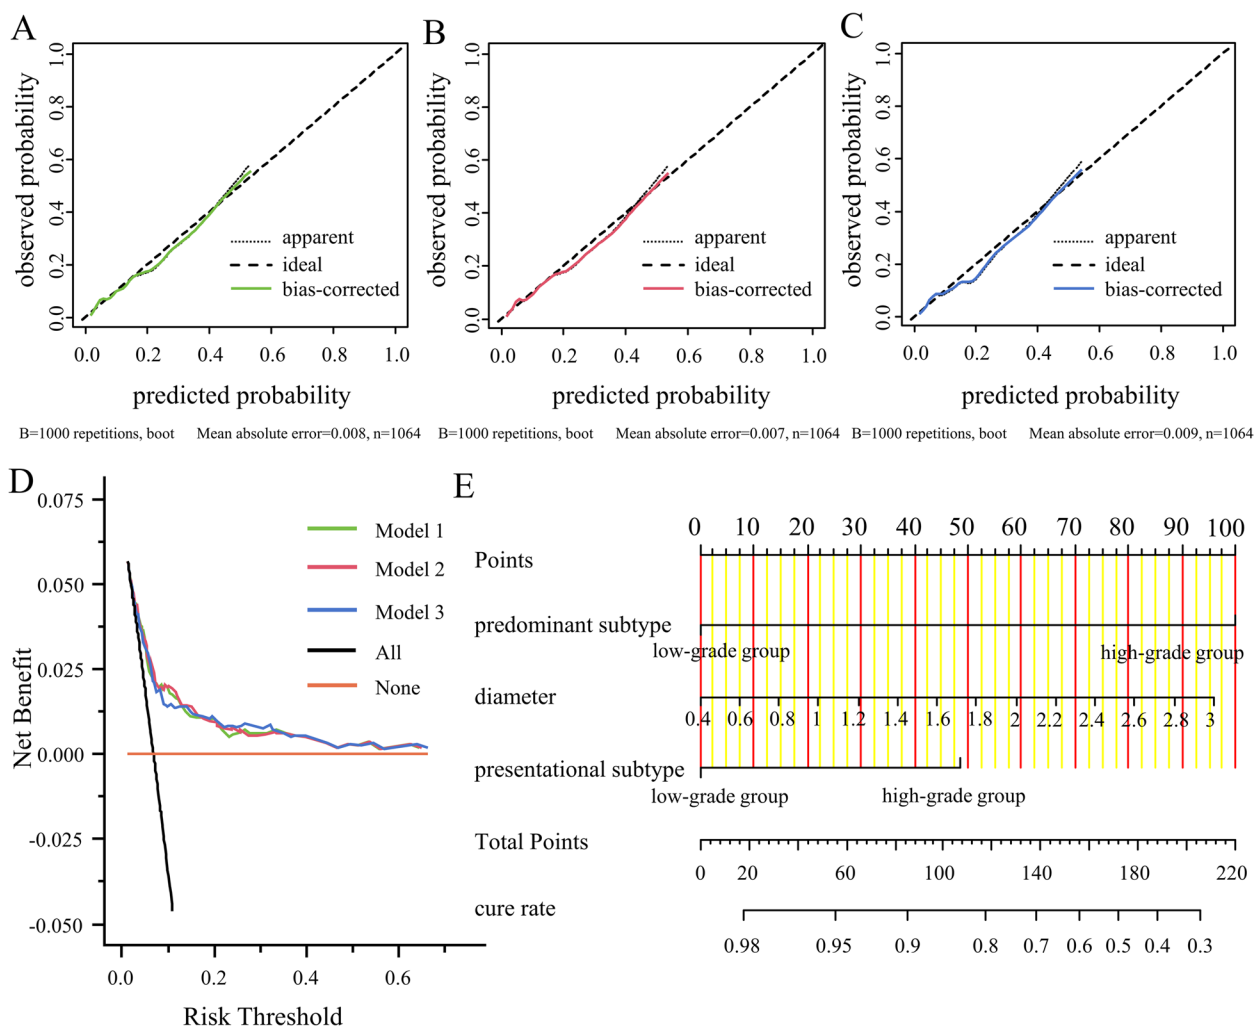 A
observed probability
0.0 0.2 0.4 0.6 0.8 1.0
apparent
ideal
bias-corrected
0.0 0.2 0.4 0.6 0.8 1.0
predicted probability
B=1000 repetitions, boot Mean absolute error=0.008, n=1064
B
observed probability
0.0 0.2 0.4 0.6 0.8 1.0
apparent
ideal
bias-corrected
0.0 0.2 0.4 0.6 0.8 1.0
predicted probability
B=1000 repetitions, boot Mean absolute error=0.007, n=1064
C
observed probability
0.0 0.2 0.4 0.6 0.8 1.0
apparent
ideal
bias-corrected
0.0 0.2 0.4 0.6 0.8 1.0
predicted probability
B=1000 repetitions, boot Mean absolute error=0.009, n=1064
D
Net Benefit
0.075
0.050
0.025
0.000
-0.025
-0.050
Model 1
Model 2
Model 3
All
None
0.0 0.2 0.4 0.6
Risk Threshold
E
0 10 20 30 40 50 60 70 80 90 100
Points
predominant subtype
low-grade group high-grade group
diameter
0.4 0.6 0.8 1 1.2 1.4 1.6 1.8 2 2.2 2.4 2.6 2.8 3
presentational subtype
low-grade group high-grade group
Total Points
0 20 60 100 140 180 220
cure rate
0.98 0.95 0.9 0.8 0.7 0.6 0.5 0.4 0.3